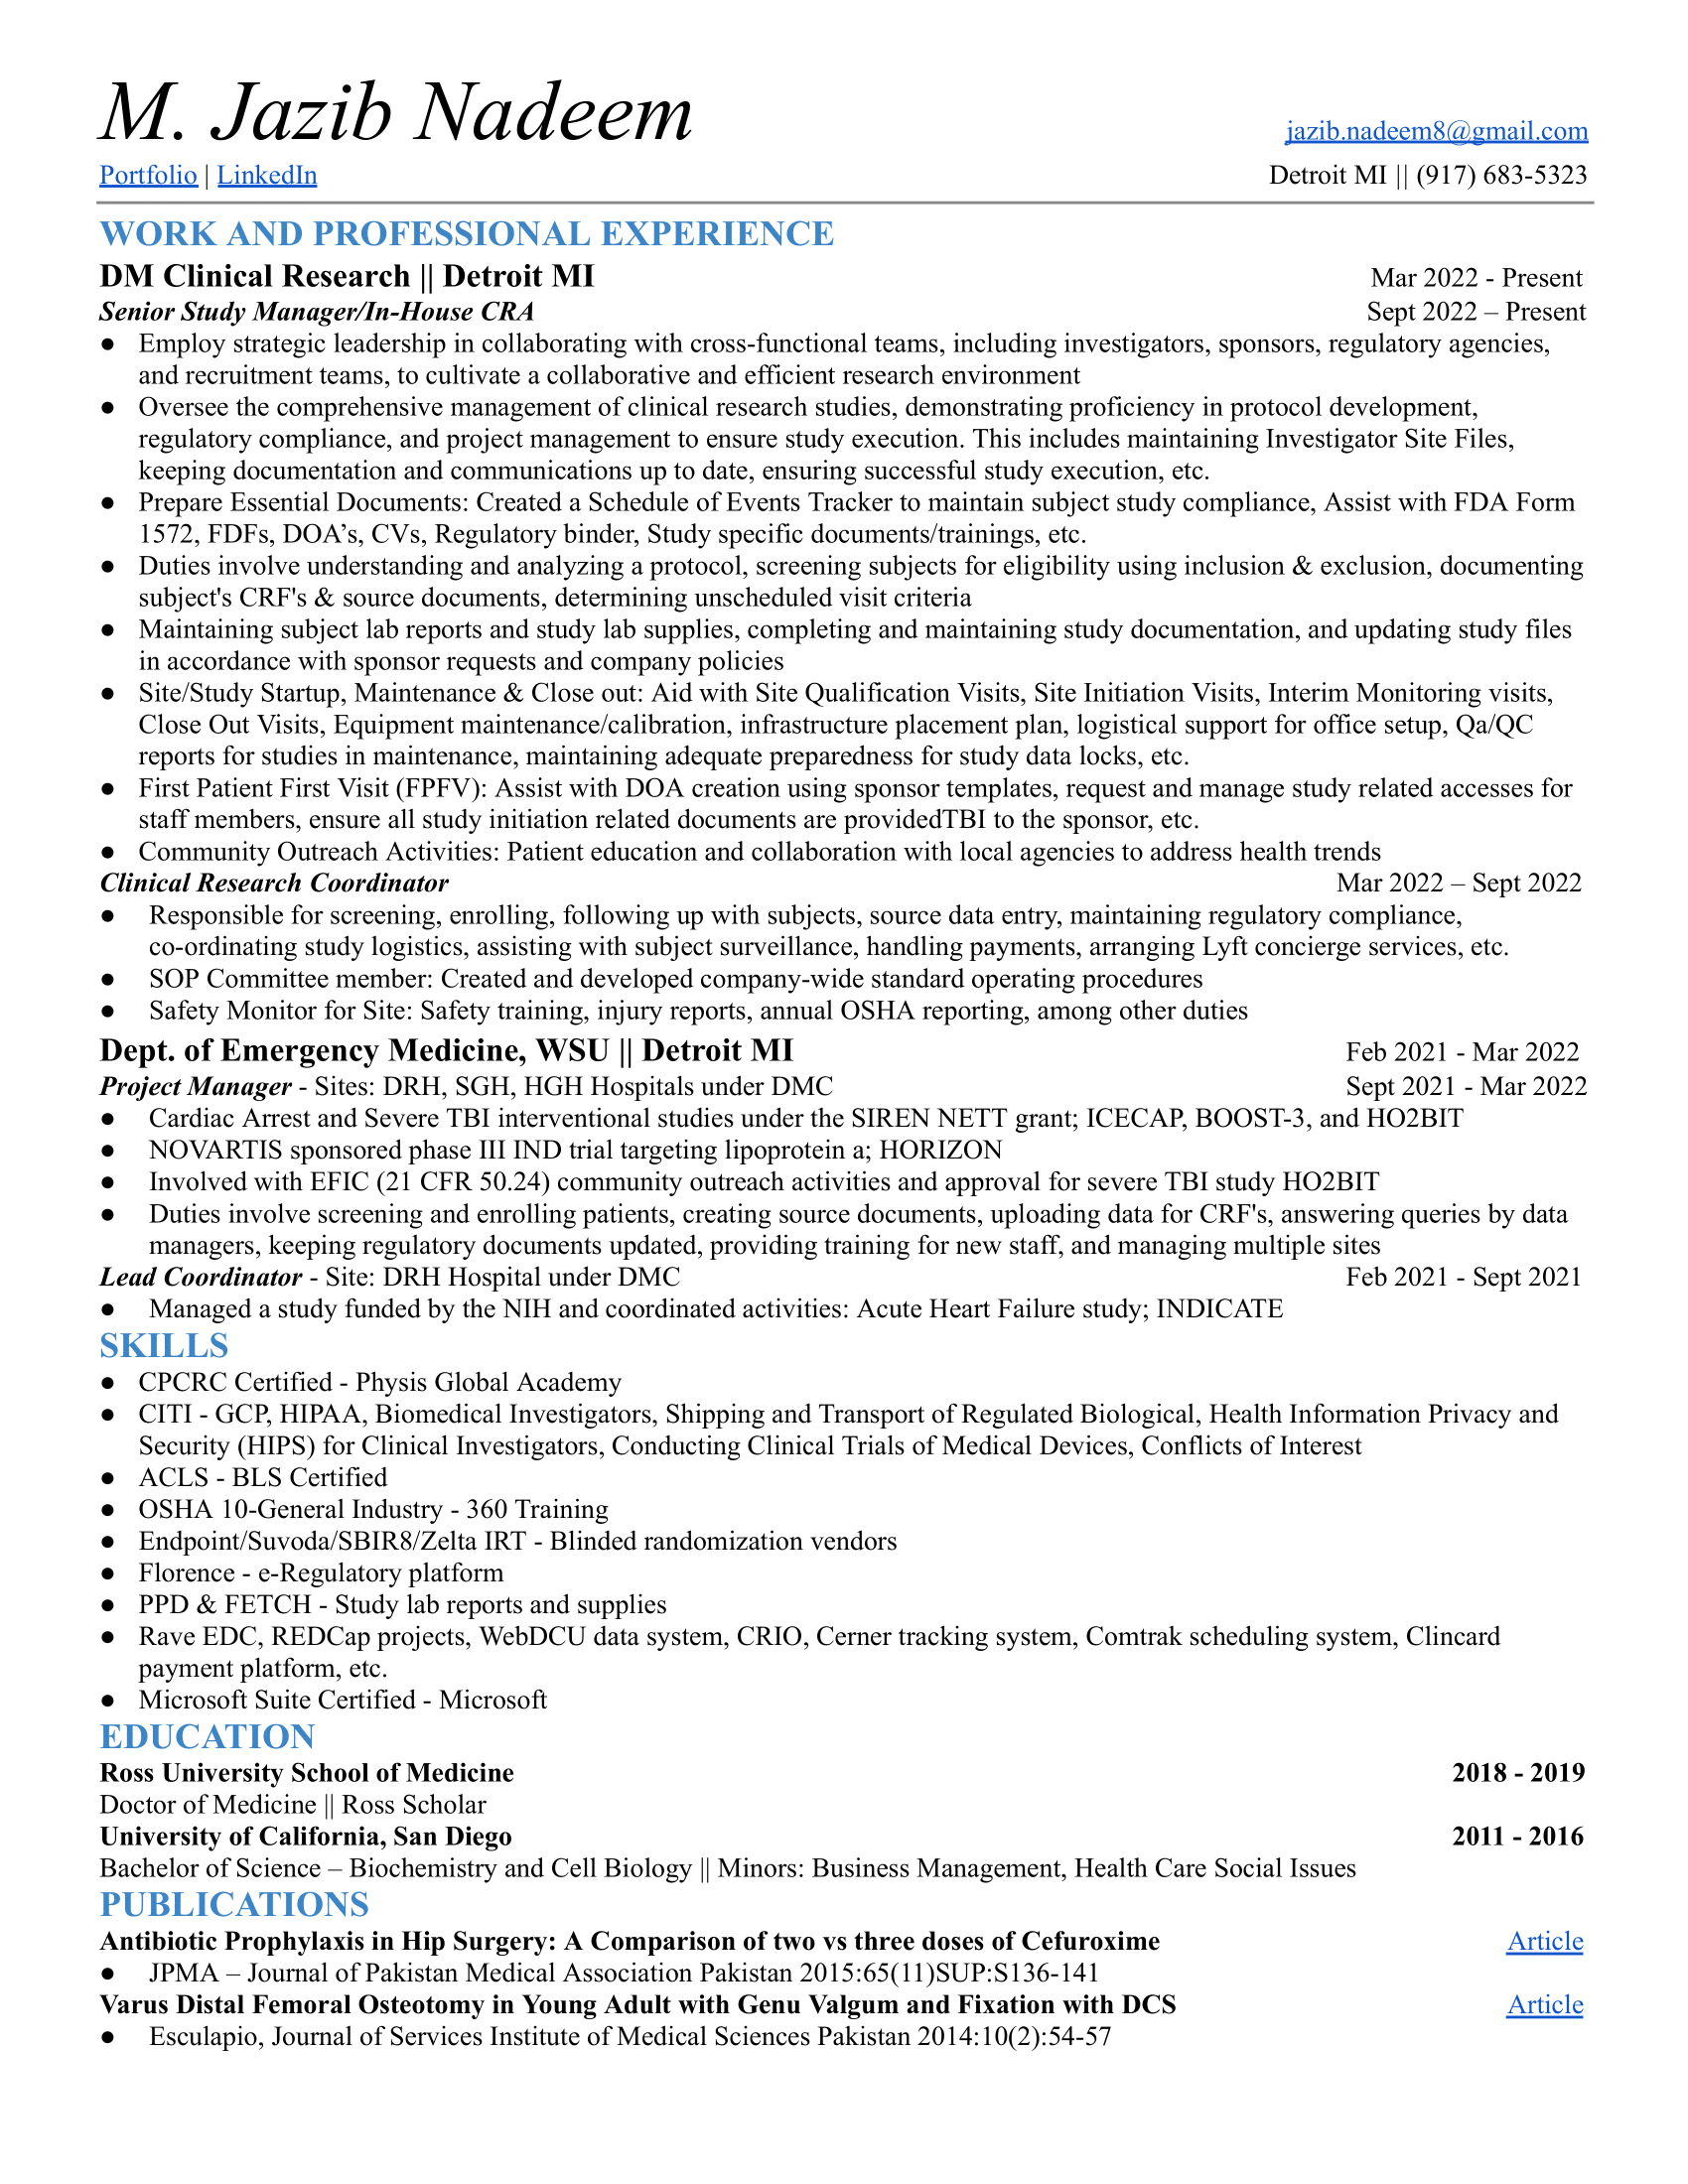 M. Jazib Nadeem
jazib.nadeem8@gmail.com
Portfolio | LinkedIn
Detroit MI || (917) 683-5323
WORK AND PROFESSIONAL EXPERIENCE
DM Clinical Research || Detroit MI Mar 2022 - Present
Senior Study Manager/In-House CRA Sept 2022 – Present
● Employ strategic leadership in collaborating with cross-functional teams, including investigators, sponsors, regulatory agencies,
and recruitment teams, to cultivate a collaborative and efficient research environment
● Oversee the comprehensive management of clinical research studies, demonstrating proficiency in protocol development,
regulatory compliance, and project management to ensure study execution. This includes maintaining Investigator Site Files,
keeping documentation and communications up to date, ensuring successful study execution, etc.
● Prepare Essential Documents: Created a Schedule of Events Tracker to maintain subject study compliance, Assist with FDA Form
1572, FDFs, DOA’s, CVs, Regulatory binder, Study specific documents/trainings, etc.
● Duties involve understanding and analyzing a protocol, screening subjects for eligibility using inclusion & exclusion, documenting
subject's CRF's & source documents, determining unscheduled visit criteria
● Maintaining subject lab reports and study lab supplies, completing and maintaining study documentation, and updating study files
in accordance with sponsor requests and company policies
● Site/Study Startup, Maintenance & Close out: Aid with Site Qualification Visits, Site Initiation Visits, Interim Monitoring visits,
Close Out Visits, Equipment maintenance/calibration, infrastructure placement plan, logistical support for office setup, Qa/QC
reports for studies in maintenance, maintaining adequate preparedness for study data locks, etc.
● First Patient First Visit (FPFV): Assist with DOA creation using sponsor templates, request and manage study related accesses for
staff members, ensure all study initiation related documents are providedTBI to the sponsor, etc.
● Community Outreach Activities: Patient education and collaboration with local agencies to address health trends
Clinical Research Coordinator Mar 2022 – Sept 2022
● Responsible for screening, enrolling, following up with subjects, source data entry, maintaining regulatory compliance,
co-ordinating study logistics, assisting with subject surveillance, handling payments, arranging Lyft concierge services, etc.
● SOP Committee member: Created and developed company-wide standard operating procedures
● Safety Monitor for Site: Safety training, injury reports, annual OSHA reporting, among other duties
Dept. of Emergency Medicine, WSU || Detroit MI Feb 2021 - Mar 2022
Project Manager - Sites: DRH, SGH, HGH Hospitals under DMC Sept 2021 - Mar 2022
● Cardiac Arrest and Severe TBI interventional studies under the SIREN NETT grant; ICECAP, BOOST-3, and HO2BIT
● NOVARTIS sponsored phase III IND trial targeting lipoprotein a; HORIZON
● Involved with EFIC (21 CFR 50.24) community outreach activities and approval for severe TBI study HO2BIT
● Duties involve screening and enrolling patients, creating source documents, uploading data for CRF's, answering queries by data
managers, keeping regulatory documents updated, providing training for new staff, and managing multiple sites
Lead Coordinator - Site: DRH Hospital under DMC Feb 2021 - Sept 2021
● Managed a study funded by the NIH and coordinated activities: Acute Heart Failure study; INDICATE
SKILLS
● CPCRC Certified - Physis Global Academy
● CITI - GCP, HIPAA, Biomedical Investigators, Shipping and Transport of Regulated Biological, Health Information Privacy and
Security (HIPS) for Clinical Investigators, Conducting Clinical Trials of Medical Devices, Conflicts of Interest
● ACLS - BLS Certified
● OSHA 10-General Industry - 360 Training
● Endpoint/Suvoda/SBIR8/Zelta IRT - Blinded randomization vendors
● Florence - e-Regulatory platform
● PPD & FETCH - Study lab reports and supplies
● Rave EDC, REDCap projects, WebDCU data system, CRIO, Cerner tracking system, Comtrak scheduling system, Clincard
payment platform, etc.
● Microsoft Suite Certified - Microsoft
EDUCATION
Ross University School of Medicine 2018 - 2019
Doctor of Medicine || Ross Scholar
University of California, San Diego 2011 - 2016
Bachelor of Science – Biochemistry and Cell Biology || Minors: Business Management, Health Care Social Issues
PUBLICATIONS
Antibiotic Prophylaxis in Hip Surgery: A Comparison of two vs three doses of Cefuroxime Article
● JPMA – Journal of Pakistan Medical Association Pakistan 2015:65(11)SUP:S136-141
Varus Distal Femoral Osteotomy in Young Adult with Genu Valgum and Fixation with DCS Article
● Esculapio, Journal of Services Institute of Medical Sciences Pakistan 2014:10(2):54-57